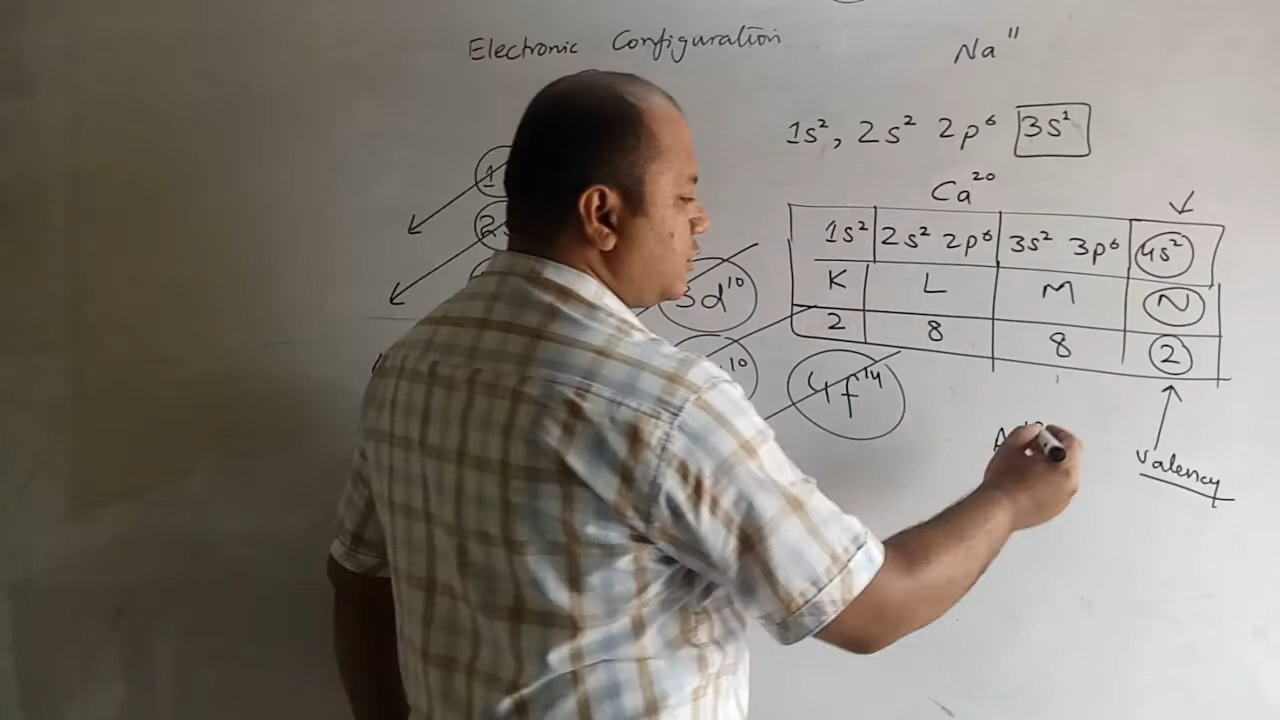 Electronic Configuration
Na¹¹
1s², 2s² 2p⁶ 3s¹
Ca²⁰
1s² 2s² 2p⁶ 3s² 3p⁶ 4s²
K L M N
2 8 8 2
3d¹⁰
4f¹⁴
Valency